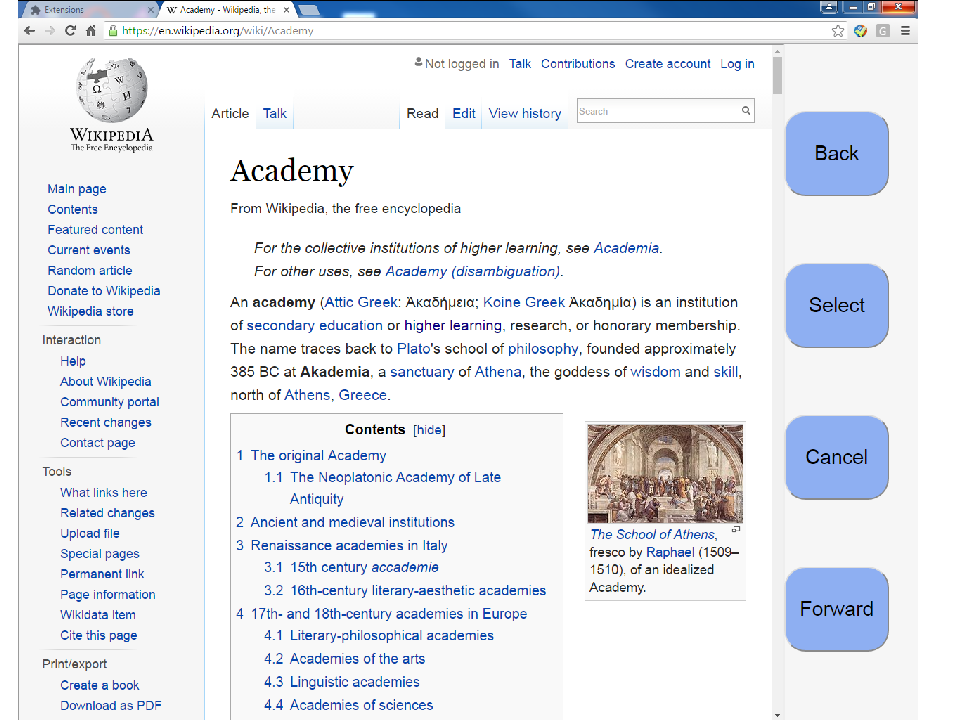 Extensions
Academy - Wikipedia, the
https://en.wikipedia.org/wiki/Academy
Not logged in Talk Contributions Create account Log in
Article Talk Read Edit View history Search
WIKIPEDIA
The Free Encyclopedia
Main page
Contents
Featured content
Current events
Random article
Donate to Wikipedia
Wikipedia store
Interaction
Help
About Wikipedia
Community portal
Recent changes
Contact page
Tools
What links here
Related changes
Upload file
Special pages
Permanent link
Page information
Wikidata item
Cite this page
Print/export
Create a book
Download as PDF
Academy
From Wikipedia, the free encyclopedia
For the collective institutions of higher learning, see Academia.
For other uses, see Academy (disambiguation).
An academy (Attic Greek: Ἀκαδήμεια; Koine Greek Ἀκαδημία) is an institution
of secondary education or higher learning, research, or honorary membership.
The name traces back to Plato's school of philosophy, founded approximately
385 BC at Akademia, a sanctuary of Athena, the goddess of wisdom and skill,
north of Athens, Greece.
Contents [hide]
1 The original Academy
1.1 The Neoplatonic Academy of Late
Antiquity
2 Ancient and medieval institutions
3 Renaissance academies in Italy
3.1 15th century accademie
3.2 16th-century literary-aesthetic academies
4 17th- and 18th-century academies in Europe
4.1 Literary-philosophical academies
4.2 Academies of the arts
4.3 Linguistic academies
4.4 Academies of sciences
The School of Athens,
fresco by Raphael (1509–
1510), of an idealized
Academy.
Back
Select
Cancel
Forward